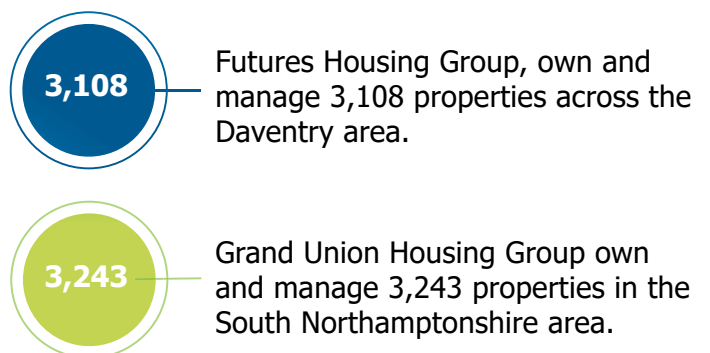 3,108
Futures Housing Group, own and
manage 3,108 properties across the
Daventry area.
3,243
Grand Union Housing Group own
and manage 3,243 properties in the
South Northamptonshire area.